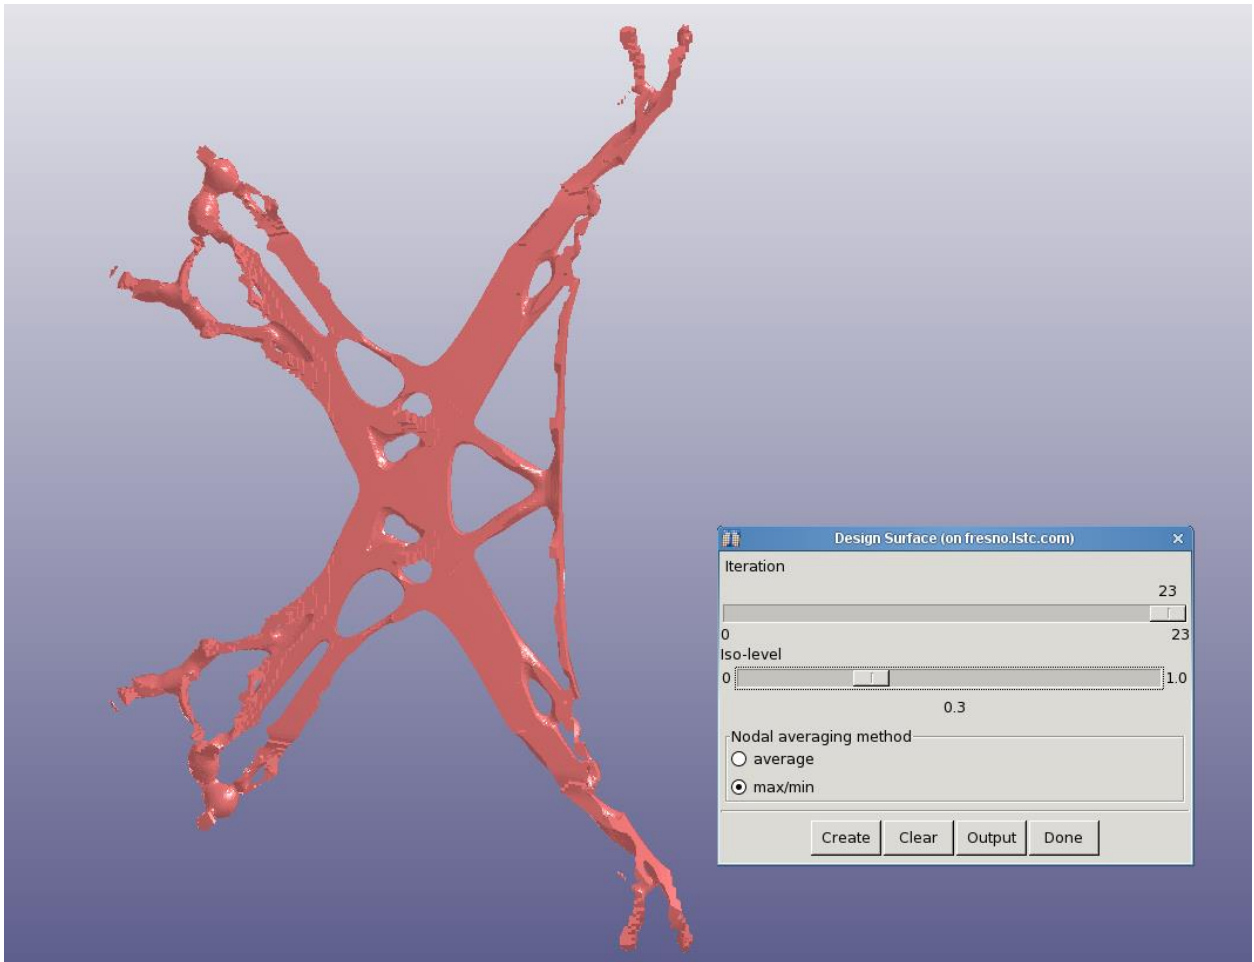 Design Surface (on fresno.lstc.com)
Iteration
23
0 23
Iso-level
0 1.0
0.3
Nodal averaging method
average
max/min
Create Clear Output Done